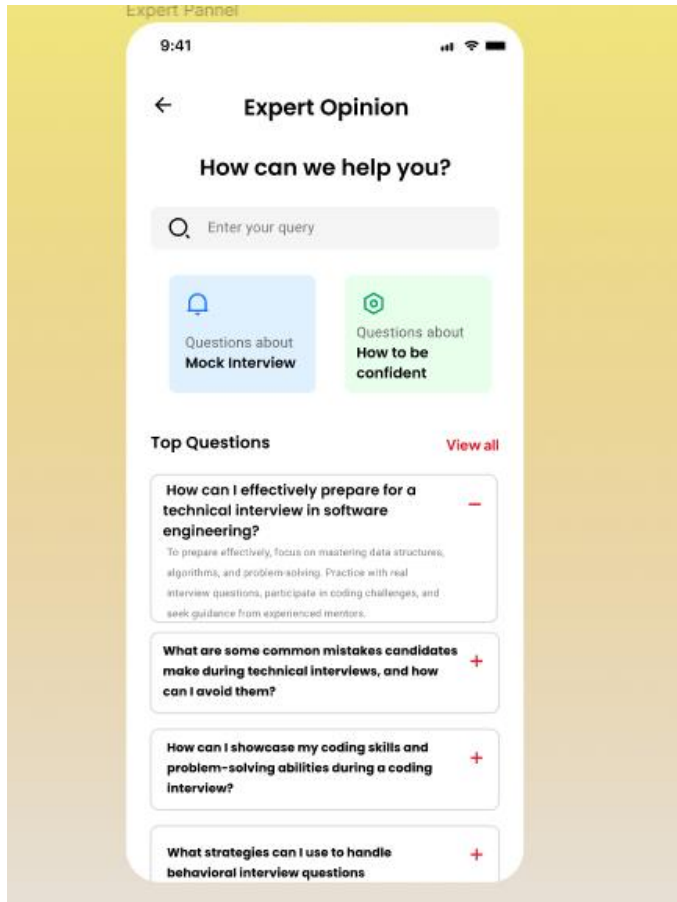 Expert Pannel
9:41
Expert Opinion
How can we help you?
Enter your query
Questions about
Mock Interview
Questions about
How to be
confident
Top Questions
View all
How can I effectively prepare for a
technical interview in software
engineering?
To prepare effectively, focus on mastering data structures,
algorithms, and problem-solving. Practice with real
interview questions, participate in coding challenges, and
seek guidance from experienced mentors.
What are some common mistakes candidates
make during technical interviews, and how
can I avoid them?
How can I showcase my coding skills and
problem-solving abilities during a coding
interview?
What strategies can I use to handle
behavioral interview questions